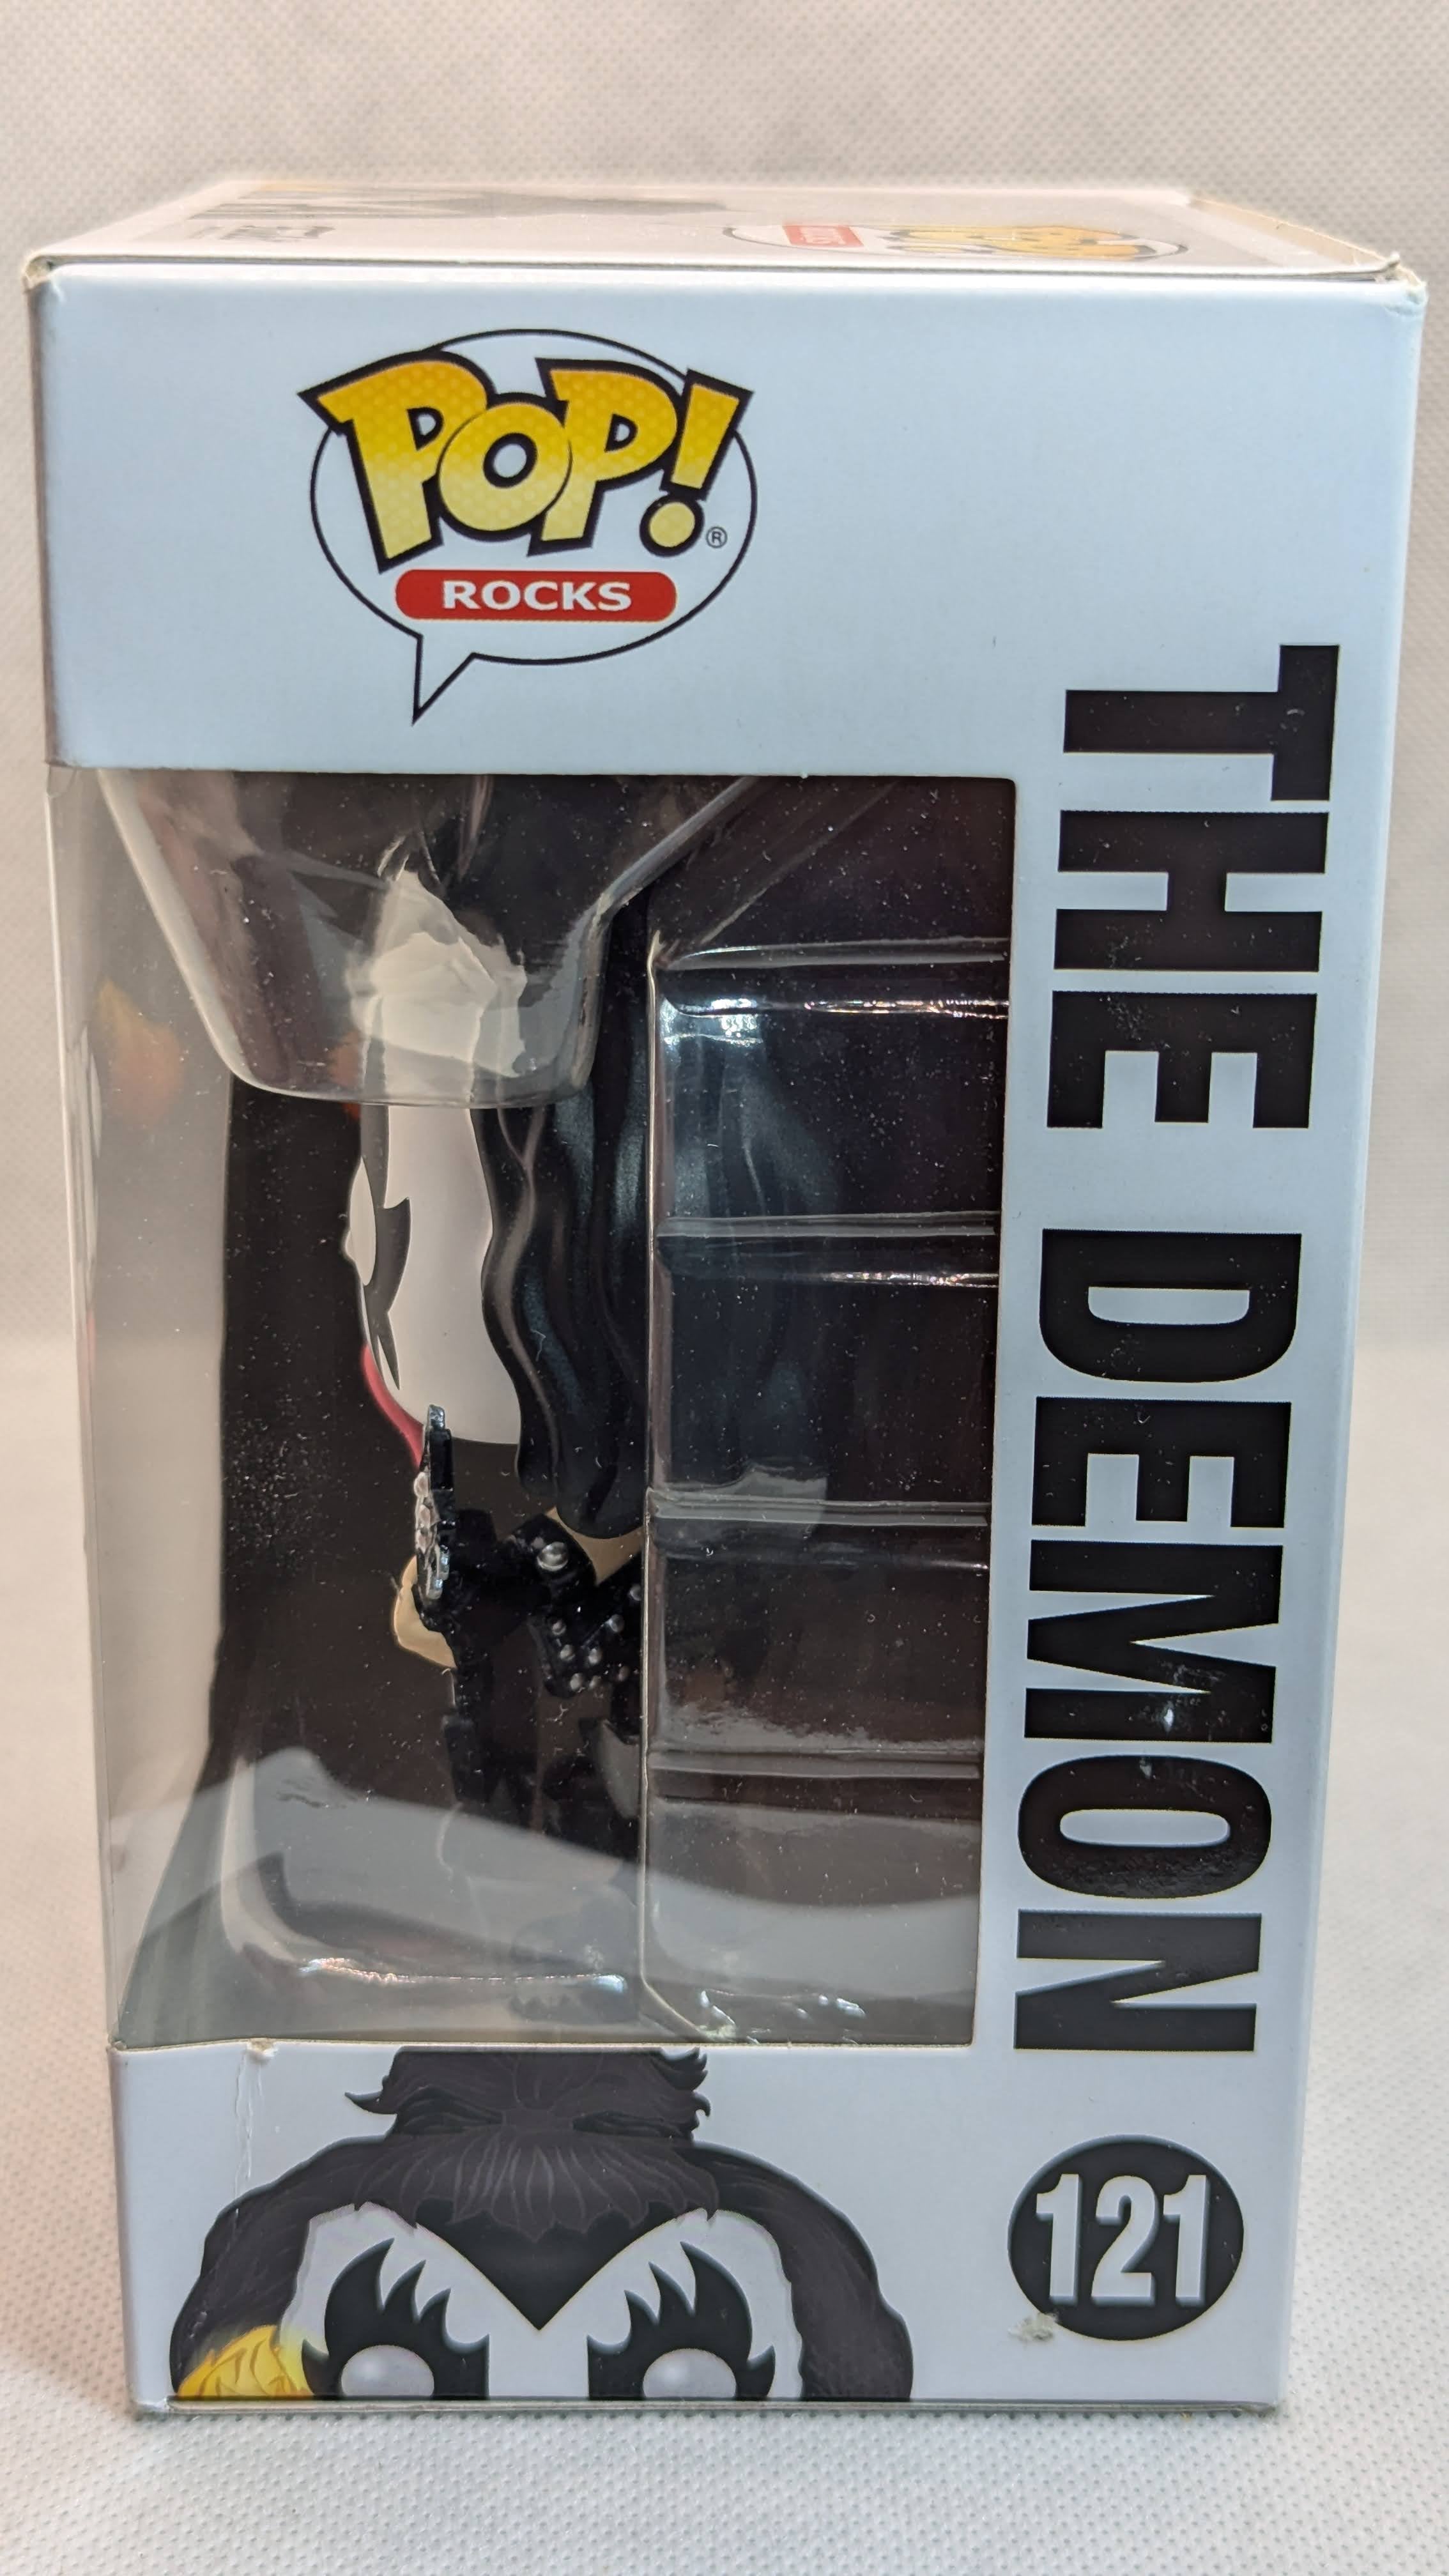 POP!®
ROCKS
THE DEMON
121